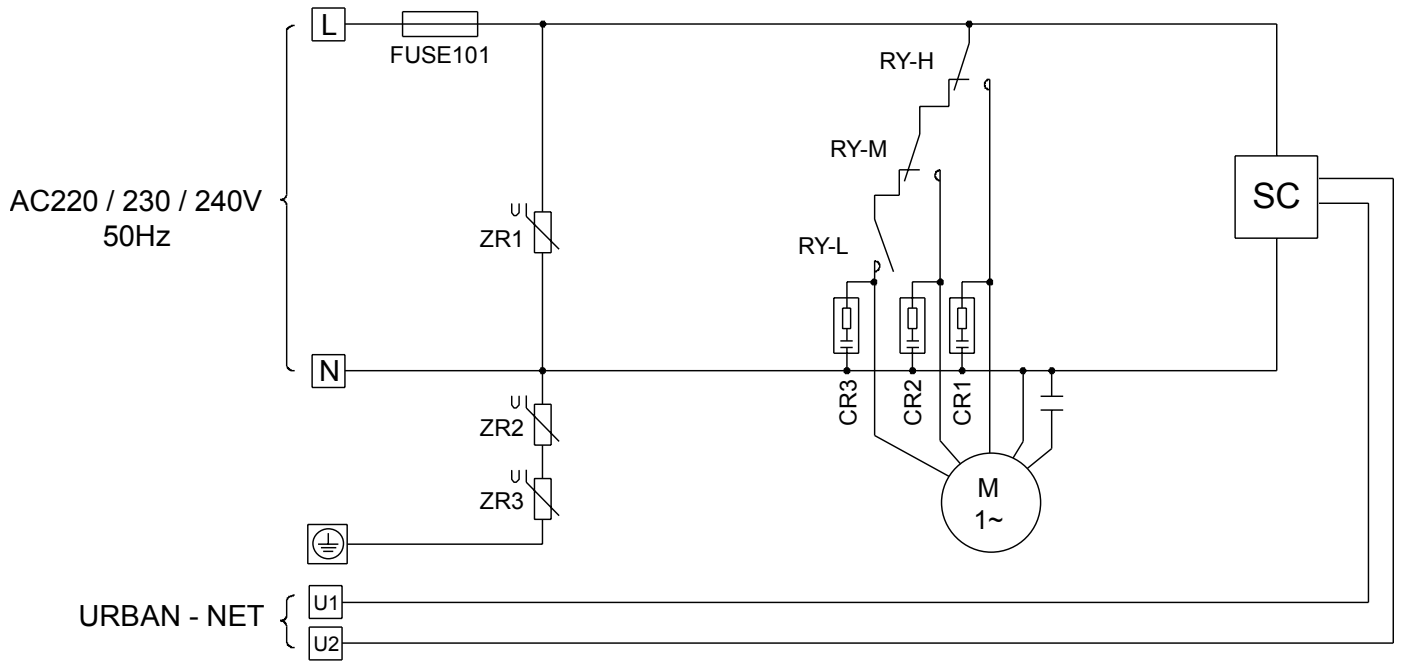 L
FUSE101
RY-H
RY-M
AC220 / 230 / 240V
50Hz
SC
U
ZR1
RY-L
N
CR3
CR2
CR1
U
ZR2
U
ZR3
M
1~
URBAN - NET
U1
U2